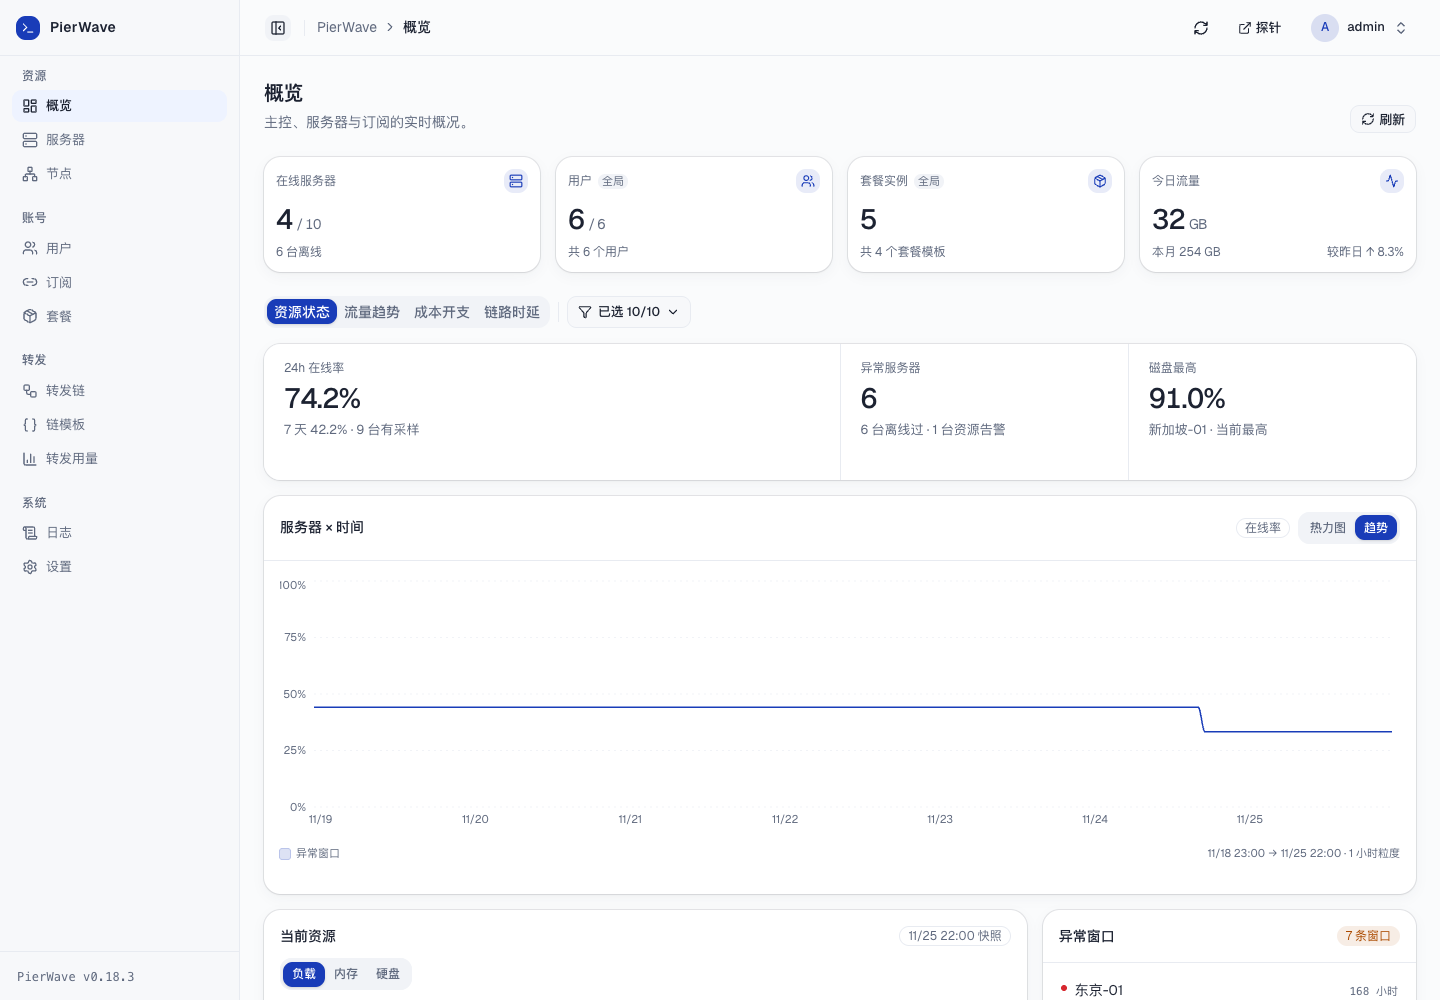 PierWave
资源
概览
服务器
节点
账号
用户
订阅
套餐
转发
转发链
链模板
转发用量
系统
日志
设置
PierWave v0.18.3
PierWave > 概览
探针
A admin
概览
主控、服务器与订阅的实时概况。
刷新
在线服务器
4 / 10
6 台离线
用户 全局
6 / 6
共 6 个用户
套餐实例 全局
5
共 4 个套餐模板
今日流量
32 GB
本月 254 GB 较昨日 ↑ 8.3%
资源状态 流量趋势 成本开支 链路时延 已选 10/10
24h 在线率
74.2%
7 天 42.2% · 9 台有采样
异常服务器
6
6 台离线过 · 1 台资源告警
磁盘最高
91.0%
新加坡-01 · 当前最高
服务器 × 时间
在线率 热力图 趋势
100%
75%
50%
25%
0%
11/19 11/20 11/21 11/22 11/23 11/24 11/25
异常窗口
11/18 23:00 → 11/25 22:00 · 1 小时粒度
当前资源
11/25 22:00 快照
负载 内存 硬盘
异常窗口
7 条窗口
东京-01 168 小时